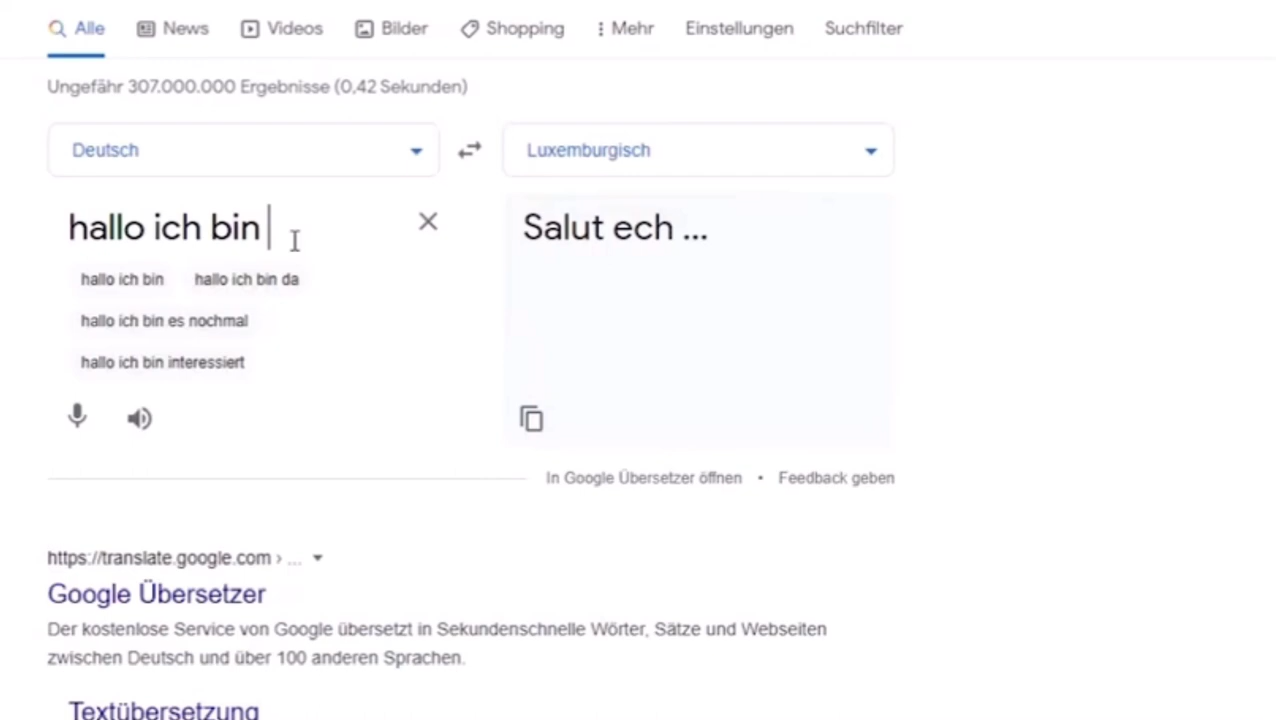 Alle News Videos Bilder Shopping Mehr Einstellungen Suchfilter
Ungefähr 307.000.000 Ergebnisse (0,42 Sekunden)
Deutsch Luxemburgisch
hallo ich bin Salut ech ...
hallo ich bin hallo ich bin da
hallo ich bin es nochmal
hallo ich bin interessiert
In Google Übersetzer öffnen • Feedback geben
https://translate.google.com › ...
Google Übersetzer
Der kostenlose Service von Google übersetzt in Sekundenschnelle Wörter, Sätze und Webseiten
zwischen Deutsch und über 100 anderen Sprachen.
Textübersetzung